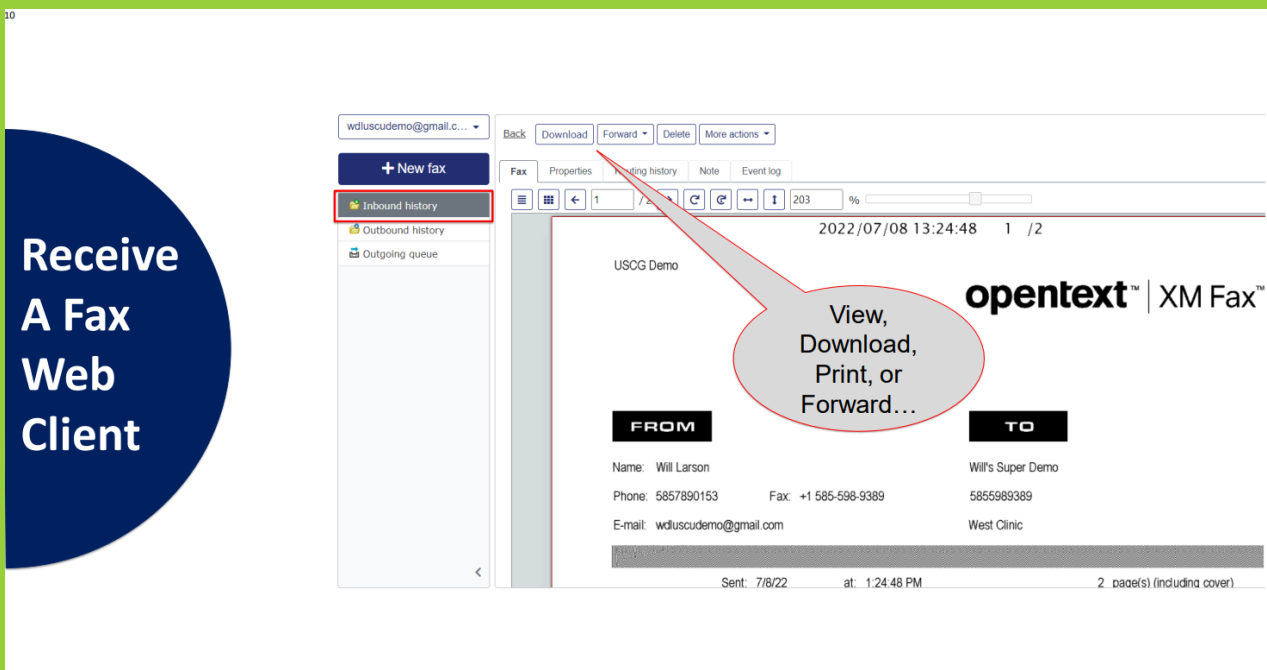 10
Receive
A Fax
Web
Client
wdluscudemo@gmail.c...
+ New fax
Inbound history
Outbound history
Outgoing queue
Back Download Forward Delete More actions
Fax Properties history Note Event log
1 203 %
2022/07/08 13:24:48 1 /2
USCG Demo
opentext™ | XM Fax™
View,
Download,
Print, or
Forward…
FROM TO
Name: Will Larson Will's Super Demo
Phone: 5857890153 Fax: +1 585-598-9389 5855989389
E-mail: wdluscudemo@gmail.com West Clinic
Sent: 7/8/22 at: 1:24:48 PM 2 page(s) (including cover)